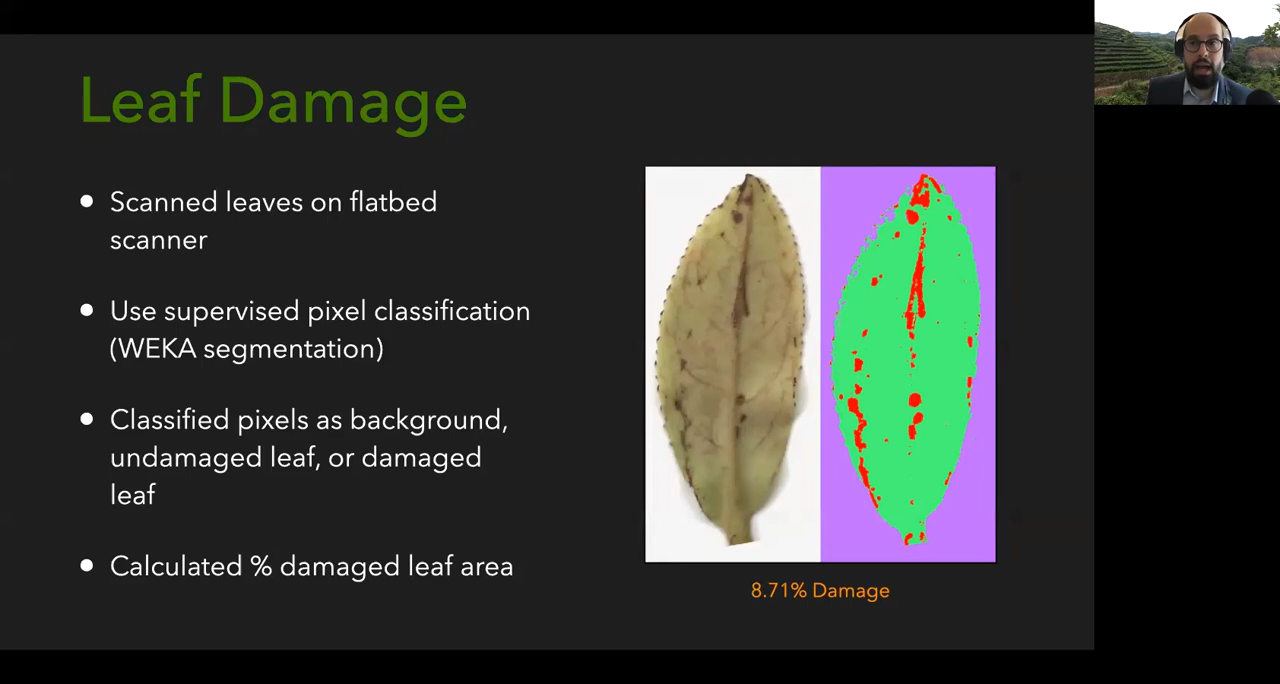 Leaf Damage
• Scanned leaves on flatbed
scanner
• Use supervised pixel classification
(WEKA segmentation)
• Classified pixels as background,
undamaged leaf, or damaged
leaf
• Calculated % damaged leaf area
8.71% Damage